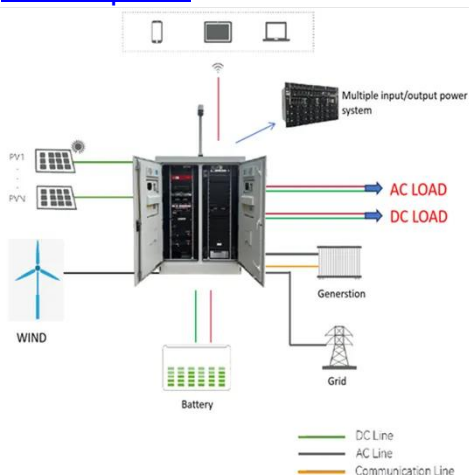 Multiple input/output power
system
PV1
PVN
AC LOAD
DC LOAD
Generstion
WIND
Grid
Battery
DC Line
AC Line
Communication Line